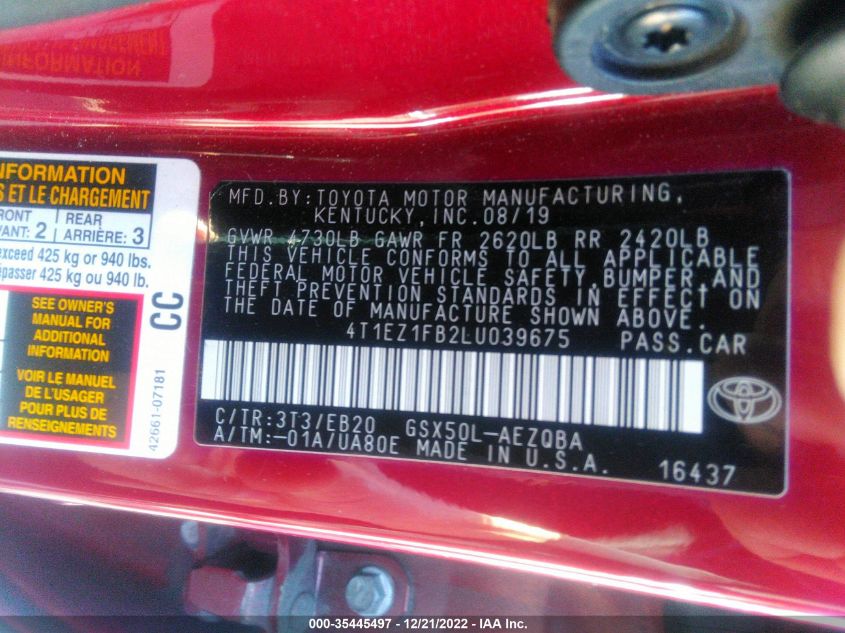 INFORMATION
S ET LE CHARGEMENT
FRONT
VANT: 2
REAR
ARRIÈRE: 3
exceed 425 kg or 940 lbs.
épasser 425 kg ou 940 lb.
SEE OWNER'S
MANUAL FOR
ADDITIONAL
INFORMATION
VOIR LE MANUEL
DE L'USAGER
POUR PLUS DE
RENSEIGNEMENTS
CC
42661-07181
MFD. BY: TOYOTA MOTOR MANUFACTURING,
KENTUCKY, INC. 08/19
GVWR 4730LB GAWR FR 2620LB RR 2420LB
THIS VEHICLE CONFORMS TO ALL APPLICABLE
FEDERAL MOTOR VEHICLE SAFETY, BUMPER, AND
THEFT PREVENTION STANDARDS IN EFFECT ON
THE DATE OF MANUFACTURE SHOWN ABOVE.
4T1EZ1FB2LU039675 PASS. CAR
C/TR: 3T3/EB20 GSX50L-AEZQBA
A/TM: -01A/UA80E MADE IN U.S.A.
16437
000-35445497 - 12/21/2022 - IAA Inc.